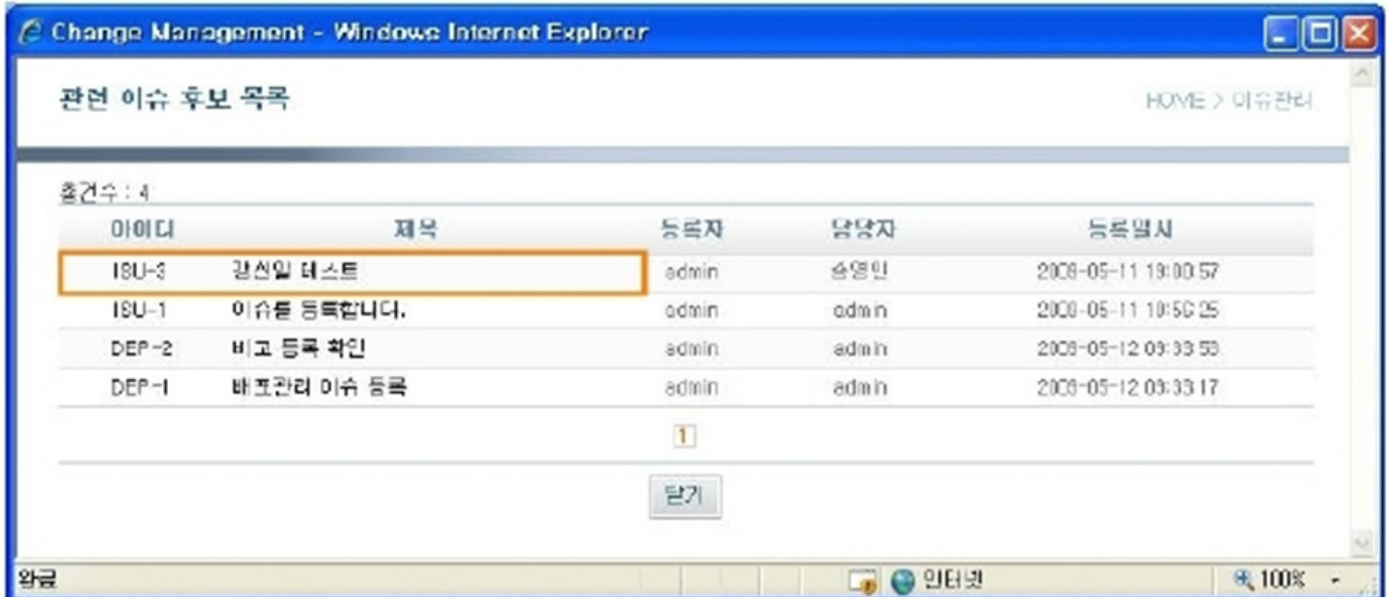 Change Management - Windows Internet Explorer
관련 이슈 후보 목록
HOME > 이슈관리
총건수 : 4
아이디 제목 등록자 담당자 등록일시
ISU-3 갱신일 테스트 admin 2009-05-11 19:00:57
ISU-1 이슈를 등록합니다. admin admin 2009-05-11 18:56:25
DEP-2 비고 등록 확인 admin admin 2009-05-12 09:33:53
DEP-1 배포관리 이슈 등록 admin admin 2009-05-12 09:33:17
1
닫기
완료 인터넷 100%